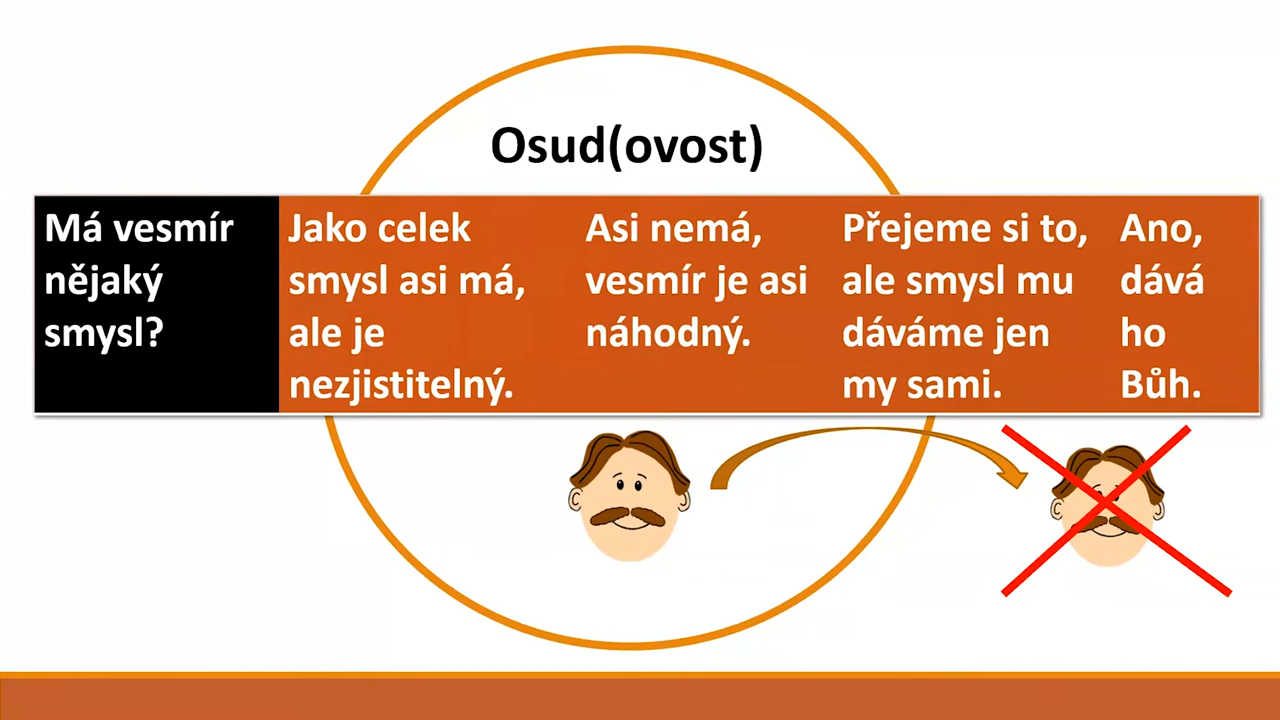 Osud(ovost)
Má vesmír
nějaký
smysl?
Jako celek
smysl asi má,
ale je
nezjistitelný.
Asi nemá,
vesmír je asi
náhodný.
Přejeme si to,
ale smysl mu
dáváme jen
my sami.
Ano,
dává
ho
Bůh.